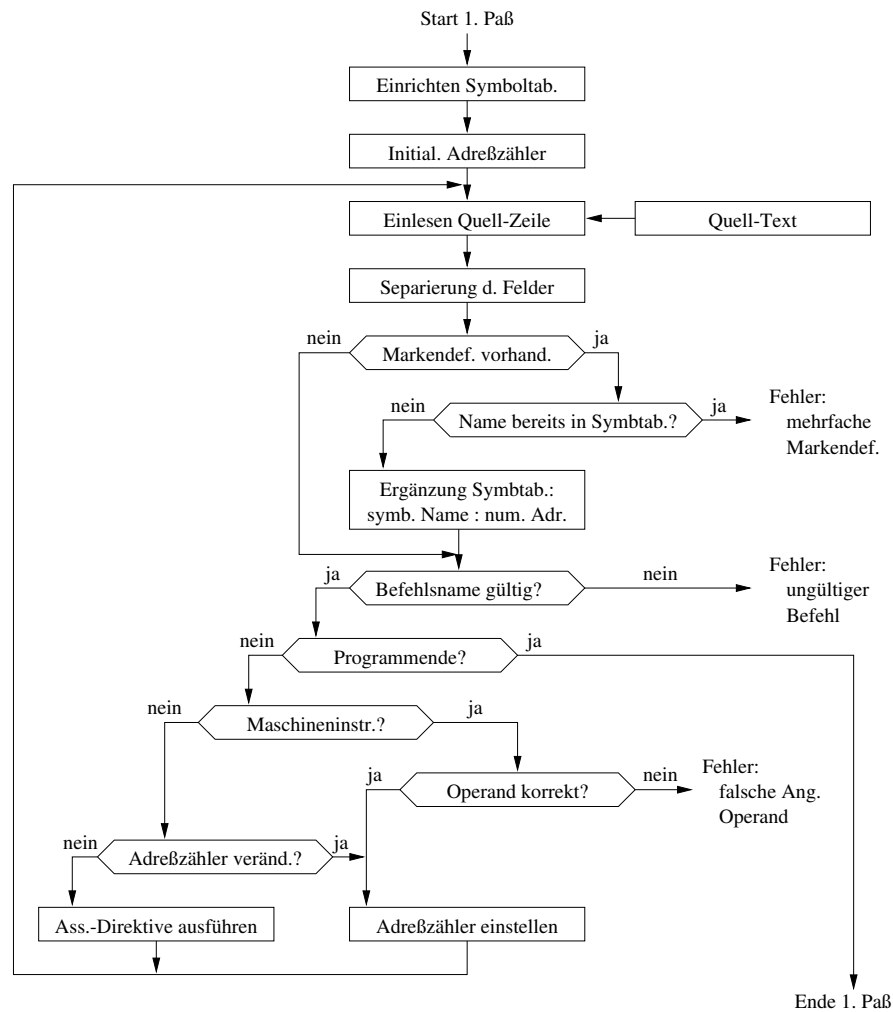 Start 1. Paß
Einrichten Symboltab.
Initial. Adreßzähler
Einlesen Quell-Zeile
Quell-Text
Separierung d. Felder
nein
Markendef. vorhand.
ja
nein
Name bereits in Symbtab.?
ja
Fehler:
mehrfache
Markendef.
Ergänzung Symbtab.:
symb. Name : num. Adr.
ja
Befehlsname gültig?
nein
Fehler:
ungültiger
Befehl
nein
Programmende?
ja
nein
Maschineninstr.?
ja
ja
Operand korrekt?
nein
Fehler:
falsche Ang.
Operand
nein
Adreßzähler veränd.?
ja
Ass.-Direktive ausführen
Adreßzähler einstellen
Ende 1. Paß